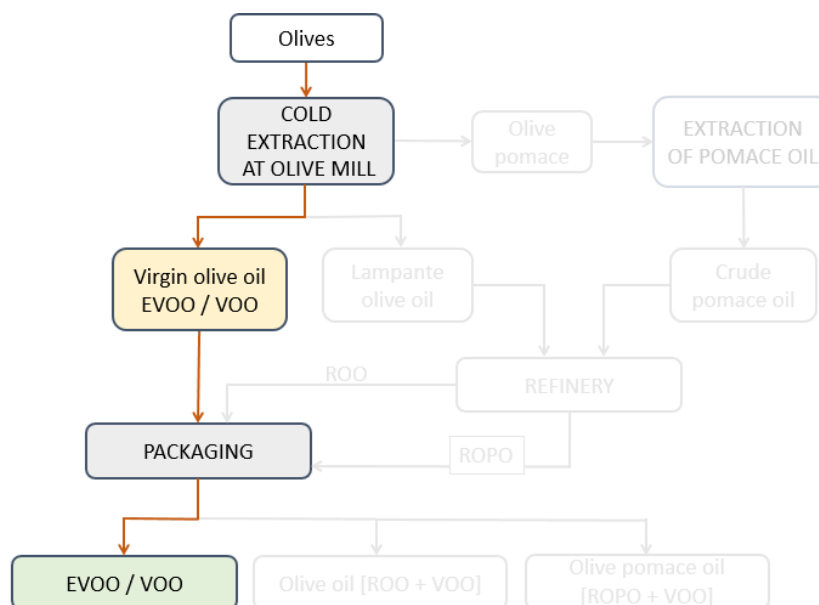 Olives
COLD
EXTRACTION
AT OLIVE MILL
Olive
pomace
EXTRACTION
OF POMACE OIL
Virgin olive oil
EVOO / VOO
Lampante
olive oil
Crude
pomace oil
ROO
REFINERY
PACKAGING
ROPO
EVOO / VOO
Olive oil [ROO + VOO]
Olive pomace oil
[ROPO + VOO]